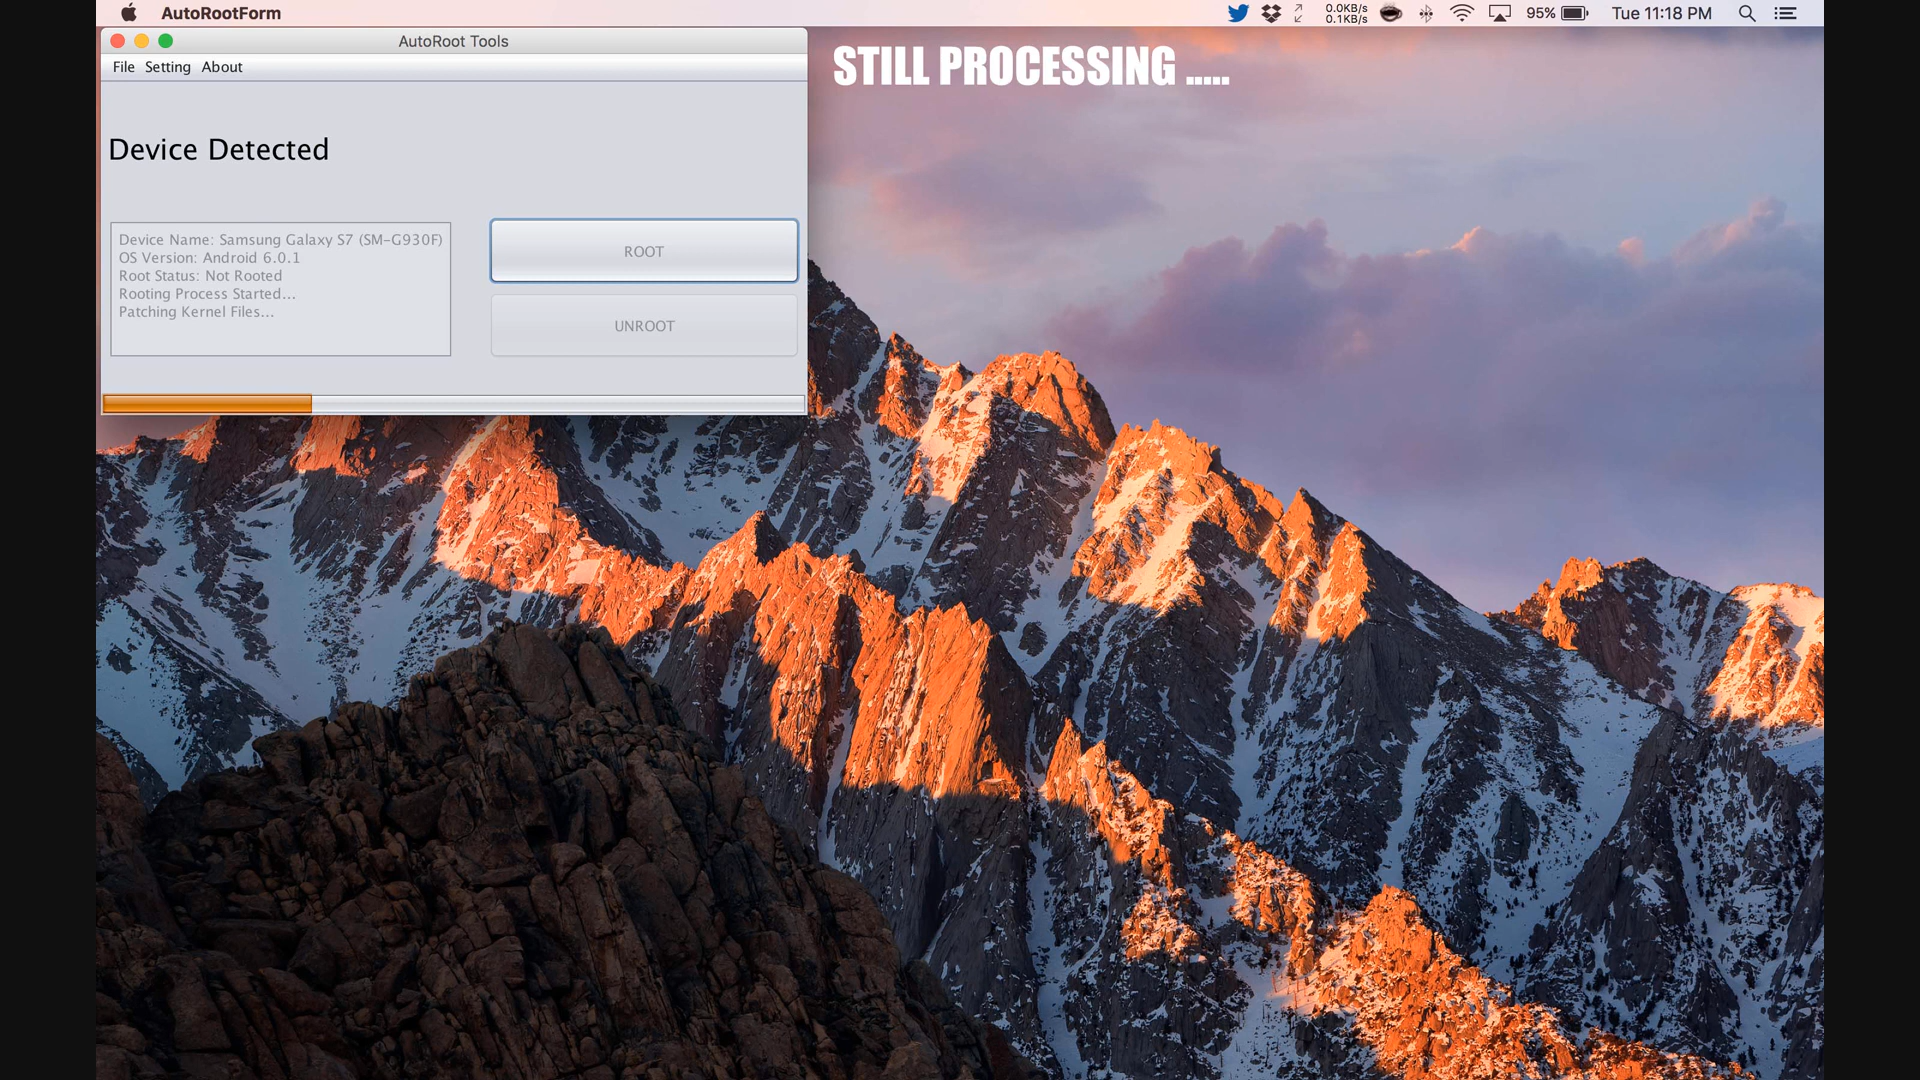 AutoRootForm
0.0KB/s
0.1KB/s
95%
Tue 11:18 PM
AutoRoot Tools
File Setting About
STILL PROCESSING .....
Device Detected
Device Name: Samsung Galaxy S7 (SM-G930F)
OS Version: Android 6.0.1
Root Status: Not Rooted
Rooting Process Started...
Patching Kernel Files...
ROOT
UNROOT